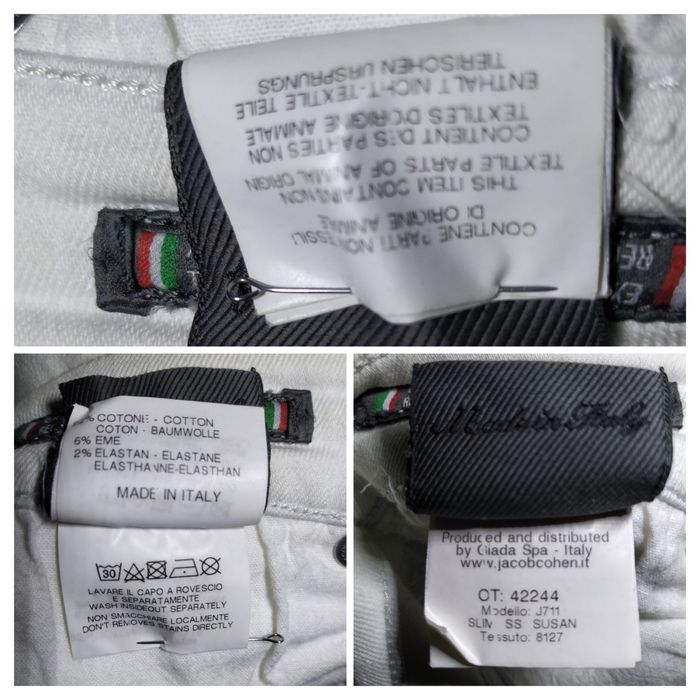 CONTIENE PARTI NON TESSILI
DI ORIGINE ANIMALE
THIS ITEM CONTAINS NON
TEXTILE PARTS OF ANIMAL ORIGIN
CONTIENT DES PARTIES NON
TEXTILES D'ORIGINE ANIMALE
ENTHALT NICHT-TEXTILE TEILE
TIERISCHEN URSPRUNGS
RE
% COTONE - COTTON
COTON - BAUMWOLLE
6% EME
2% ELASTAN - ELASTANE
ELASTHANNE-ELASTHAN
MADE IN ITALY
30
LAVARE IL CAPO A ROVESCIO
E SEPARATAMENTE
WASH INSIDEOUT SEPARATELY
NON SMACCHIARE LOCALMENTE
DON'T REMOVES STAINS DIRECTLY
Produced and distributed
by Giada Spa - Italy
www.jacobcohen.it
OT: 42244
Modello: J711
SLIM SS SUSAN
Tessuto: 8127